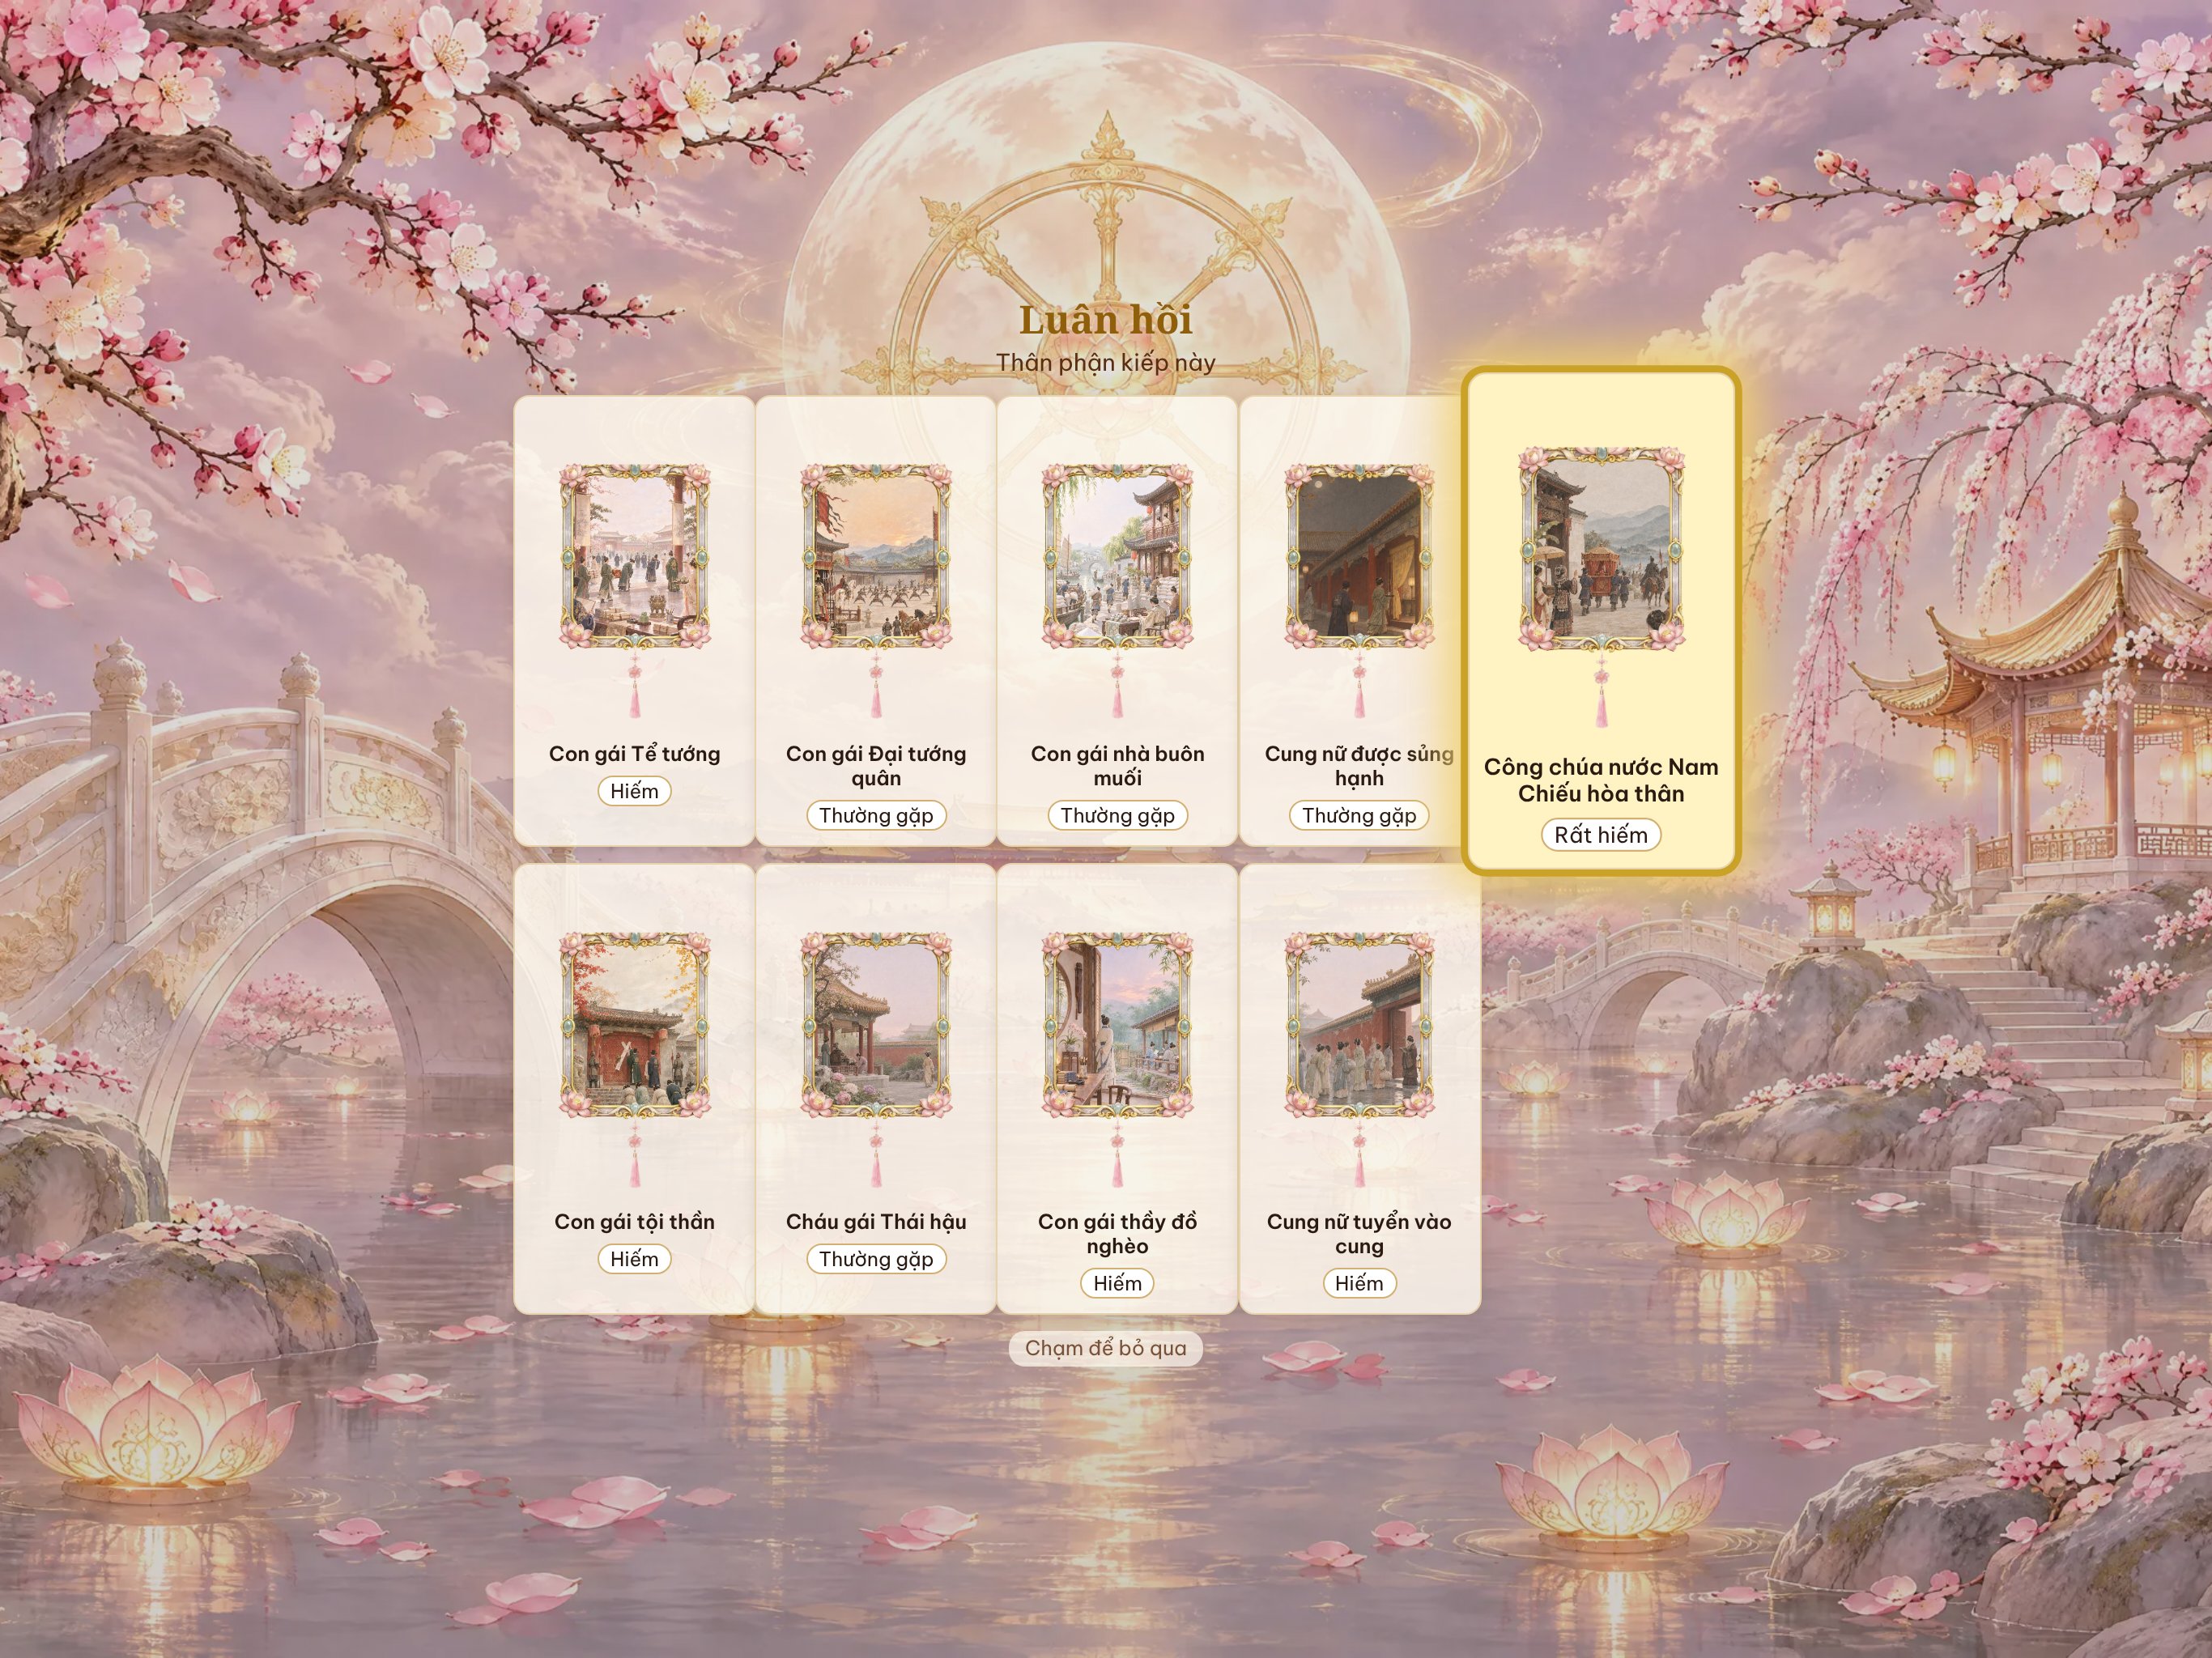 Luân hồi
Thân phận kiếp này
Con gái Tể tướng
Hiếm
Con gái Đại tướng
quân
Thường gặp
Con gái nhà buôn
muối
Thường gặp
Cung nữ được sủng
hạnh
Thường gặp
Công chúa nước Nam
Chiếu hòa thân
Rất hiếm
Con gái tội thần
Hiếm
Cháu gái Thái hậu
Thường gặp
Con gái thầy đồ
nghèo
Hiếm
Cung nữ tuyển vào
cung
Hiếm
Chạm để bỏ qua